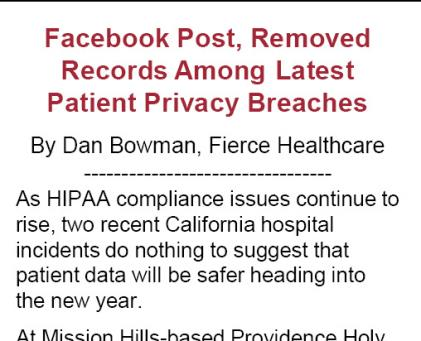 Facebook Post, Removed
Records Among Latest
Patient Privacy Breaches
By Dan Bowman, Fierce Healthcare
---------------------------------
As HIPAA compliance issues continue to
rise, two recent California hospital
incidents do nothing to suggest that
patient data will be safer heading into
the new year.
At Mission Hills-based Providence Holy